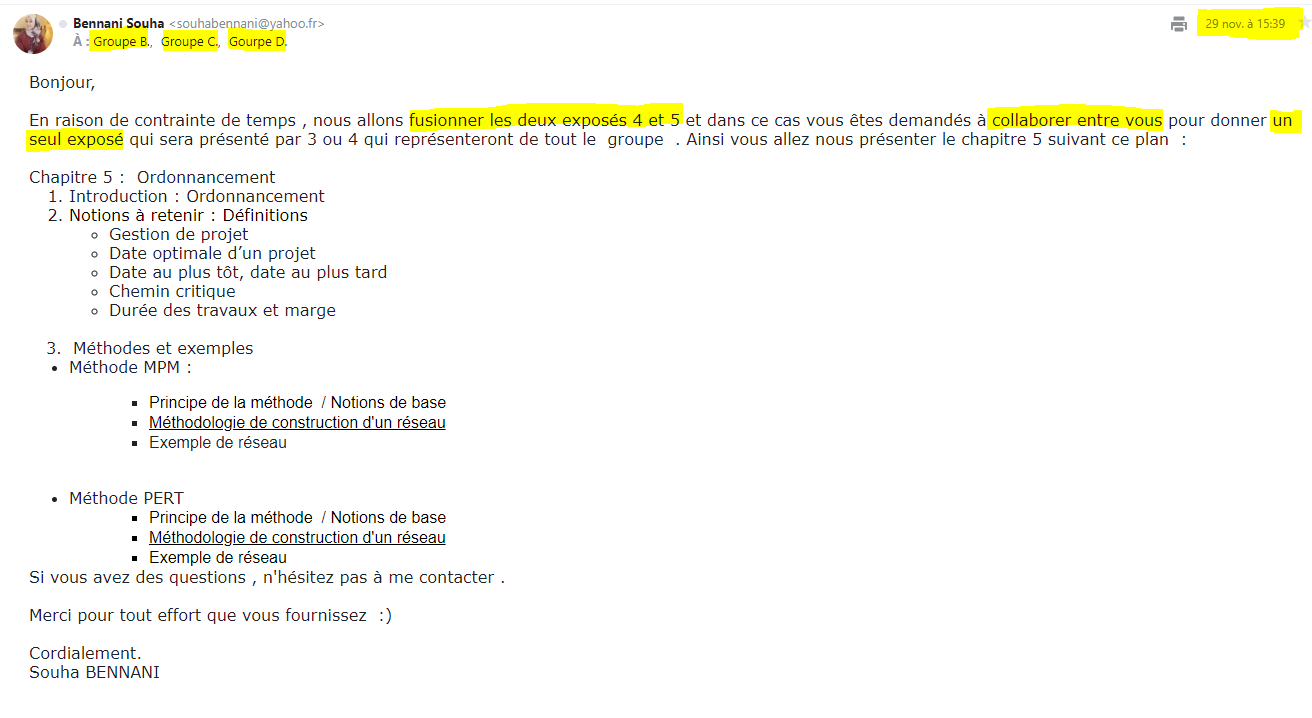 Bennani Souha <souhabennani@yahoo.fr>
29 nov. à 15:39
À : Groupe B., Groupe C., Gourpe D.
Bonjour,
En raison de contrainte de temps , nous allons fusionner les deux exposés 4 et 5 et dans ce cas vous êtes demandés à collaborer entre vous pour donner un
seul exposé qui sera présenté par 3 ou 4 qui représenteront de tout le groupe . Ainsi vous allez nous présenter le chapitre 5 suivant ce plan :
Chapitre 5 : Ordonnancement
1. Introduction : Ordonnancement
2. Notions à retenir : Définitions
◦ Gestion de projet
◦ Date optimale d’un projet
◦ Date au plus tôt, date au plus tard
◦ Chemin critique
◦ Durée des travaux et marge
3. Méthodes et exemples
• Méthode MPM :
▪ Principe de la méthode / Notions de base
▪ Méthodologie de construction d'un réseau
▪ Exemple de réseau
• Méthode PERT
▪ Principe de la méthode / Notions de base
▪ Méthodologie de construction d'un réseau
▪ Exemple de réseau
Si vous avez des questions , n'hésitez pas à me contacter .
Merci pour tout effort que vous fournissez :)
Cordialement.
Souha BENNANI